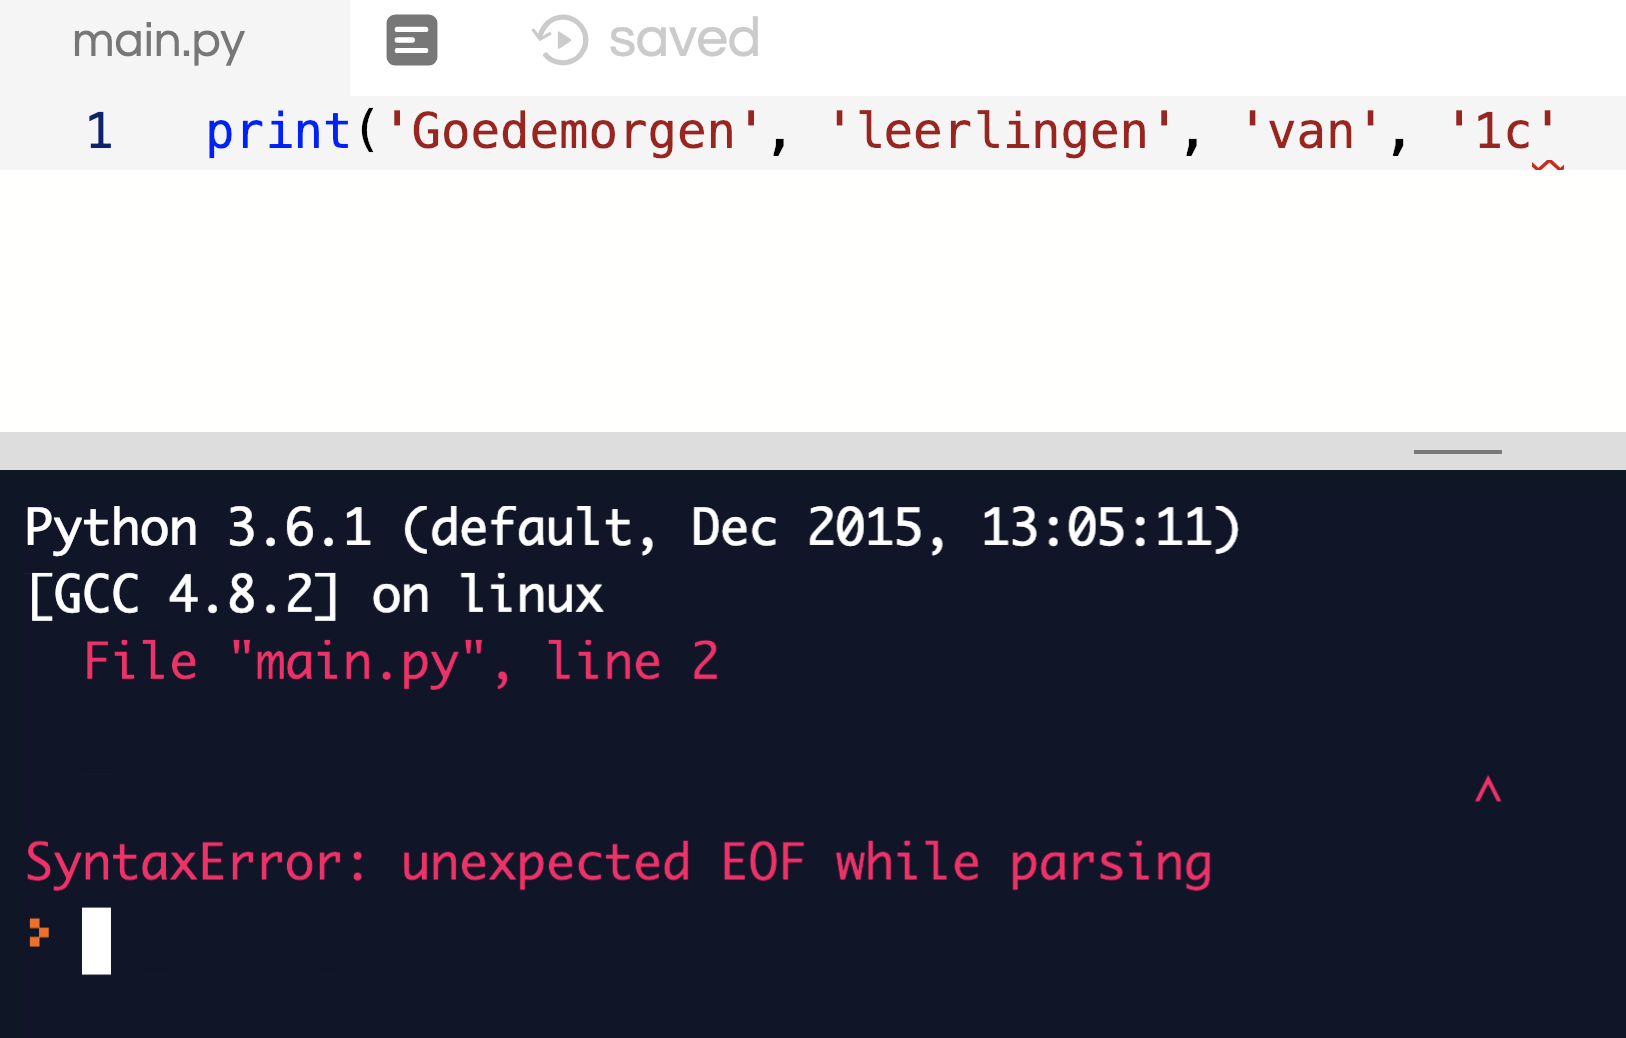 main.py saved
1 print('Goedemorgen', 'leerlingen', 'van', '1c'
Python 3.6.1 (default, Dec 2015, 13:05:11)
[GCC 4.8.2] on linux
File "main.py", line 2
^
SyntaxError: unexpected EOF while parsing